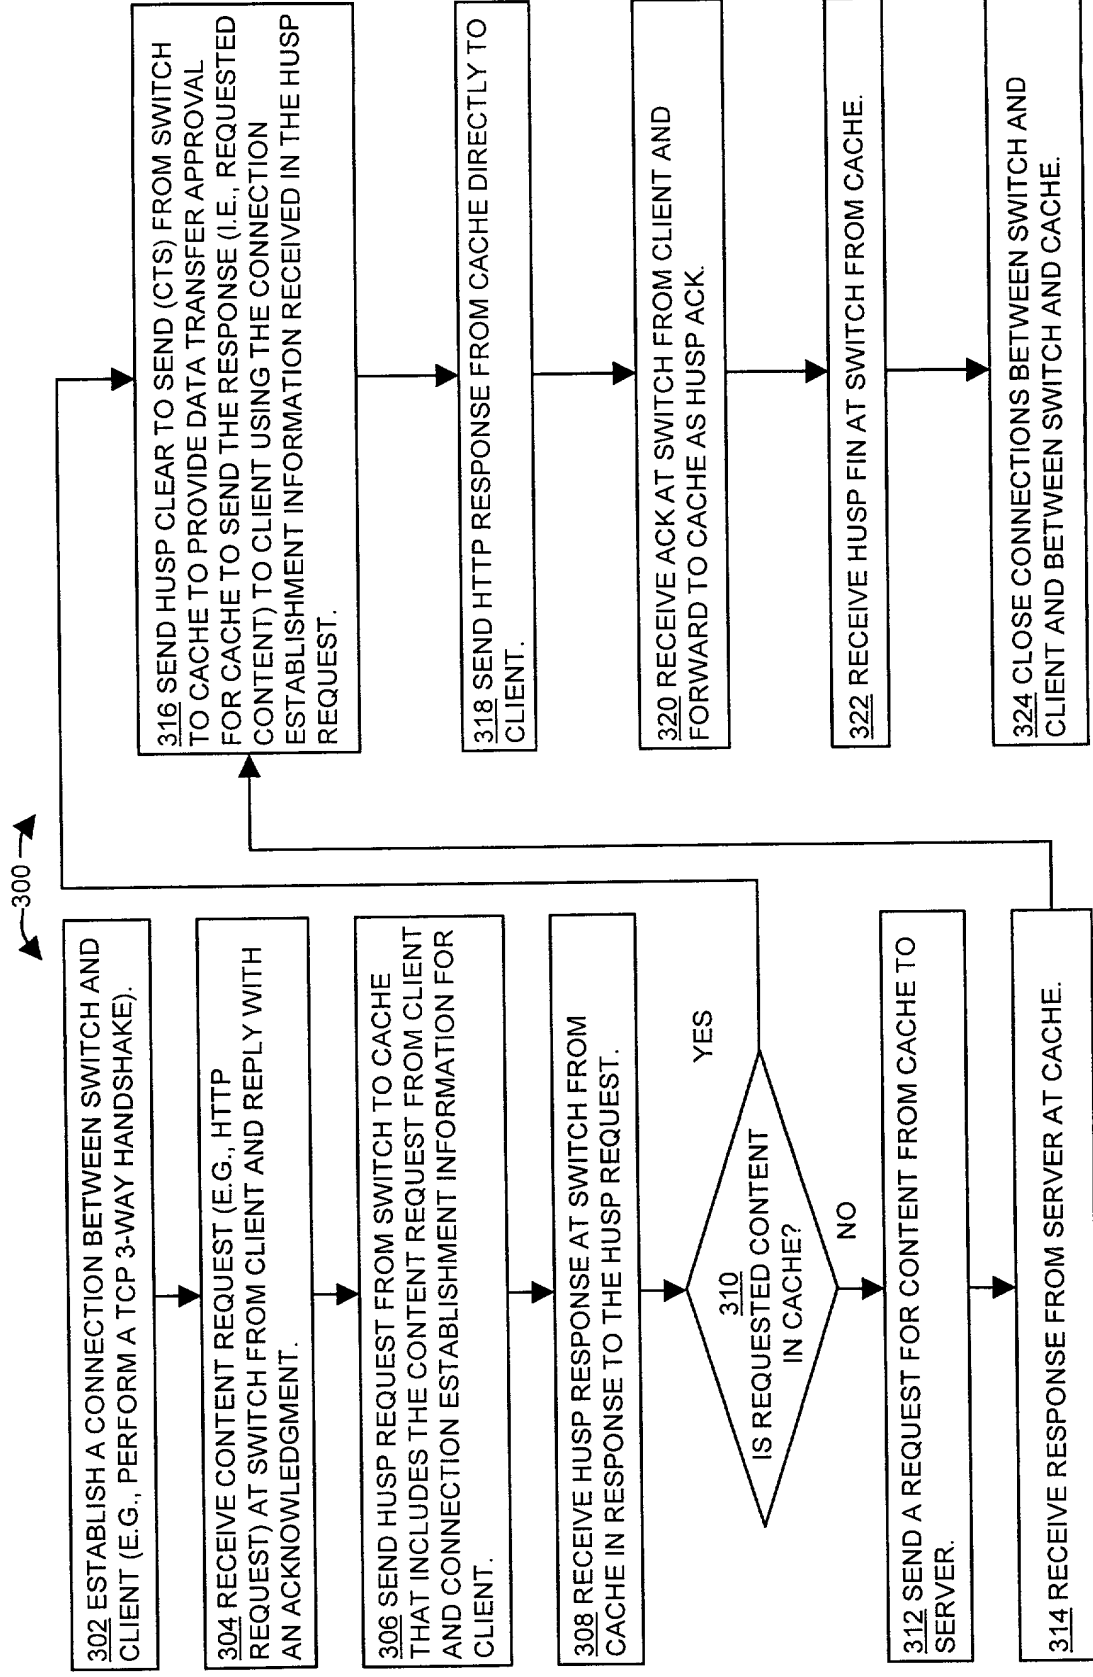 300
302 ESTABLISH A CONNECTION BETWEEN SWITCH AND
CLIENT (E.G., PERFORM A TCP 3-WAY HANDSHAKE).
304 RECEIVE CONTENT REQUEST (E.G., HTTP
REQUEST) AT SWITCH FROM CLIENT AND REPLY WITH
AN ACKNOWLEDGMENT.
306 SEND HUSP REQUEST FROM SWITCH TO CACHE
THAT INCLUDES THE CONTENT REQUEST FROM CLIENT
AND CONNECTION ESTABLISHMENT INFORMATION FOR
CLIENT.
308 RECEIVE HUSP RESPONSE AT SWITCH FROM
CACHE IN RESPONSE TO THE HUSP REQUEST.
310
IS REQUESTED CONTENT
IN CACHE?
YES
NO
312 SEND A REQUEST FOR CONTENT FROM CACHE TO
SERVER.
314 RECEIVE RESPONSE FROM SERVER AT CACHE.
316 SEND HUSP CLEAR TO SEND (CTS) FROM SWITCH
TO CACHE TO PROVIDE DATA TRANSFER APPROVAL
FOR CACHE TO SEND THE RESPONSE (I.E., REQUESTED
CONTENT) TO CLIENT USING THE CONNECTION
ESTABLISHMENT INFORMATION RECEIVED IN THE HUSP
REQUEST.
318 SEND HTTP RESPONSE FROM CACHE DIRECTLY TO
CLIENT.
320 RECEIVE ACK AT SWITCH FROM CLIENT AND
FORWARD TO CACHE AS HUSP ACK.
322 RECEIVE HUSP FIN AT SWITCH FROM CACHE.
324 CLOSE CONNECTIONS BETWEEN SWITCH AND
CLIENT AND BETWEEN SWITCH AND CACHE.